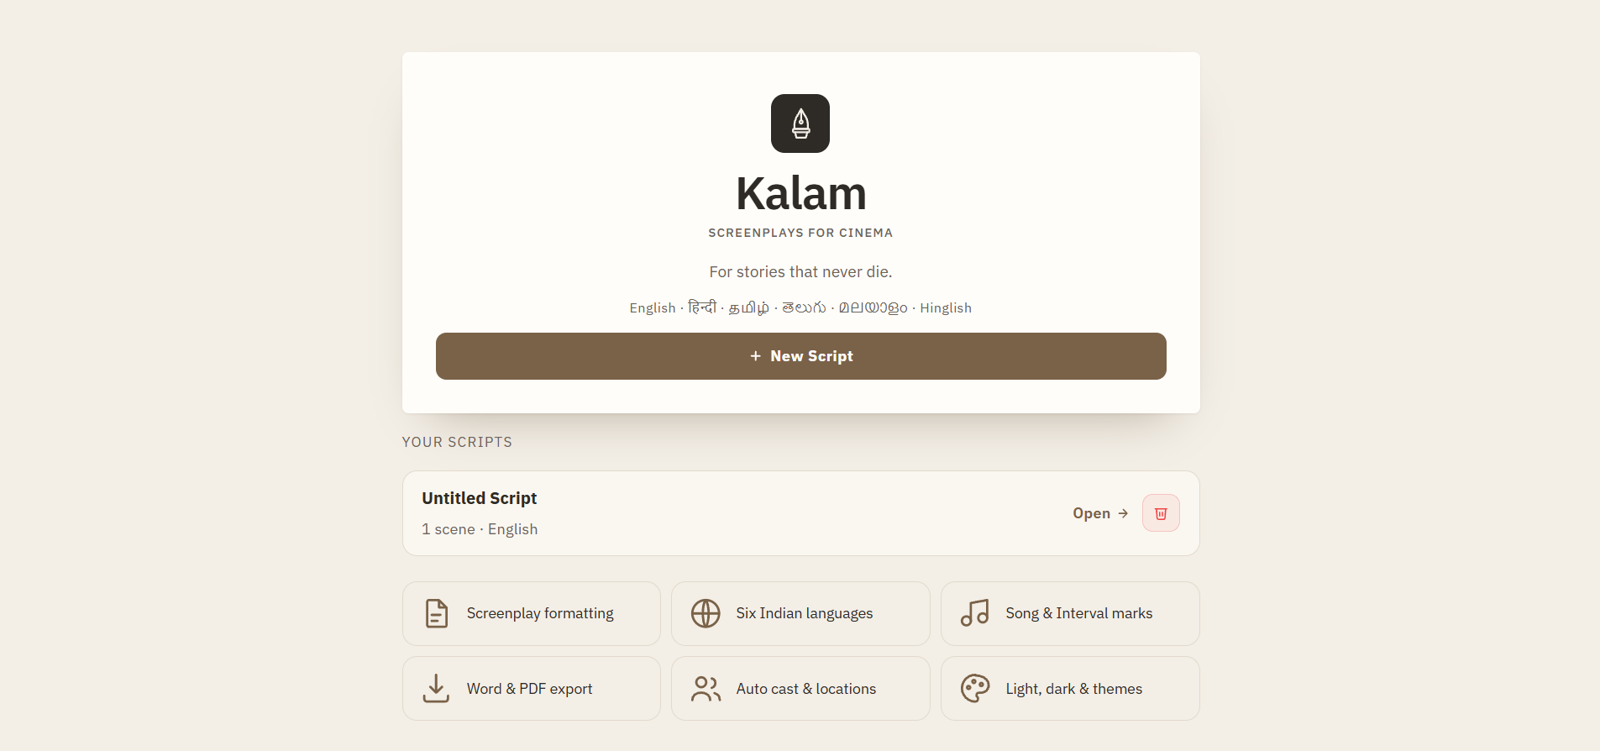 Kalam
SCREENPLAYS FOR CINEMA
For stories that never die.
English · हिन्दी · தமிழ் · తెలుగు · മലയാളം · Hinglish
+ New Script
YOUR SCRIPTS
Untitled Script
1 scene · English
Open →
Screenplay formatting
Six Indian languages
Song & Interval marks
Word & PDF export
Auto cast & locations
Light, dark & themes